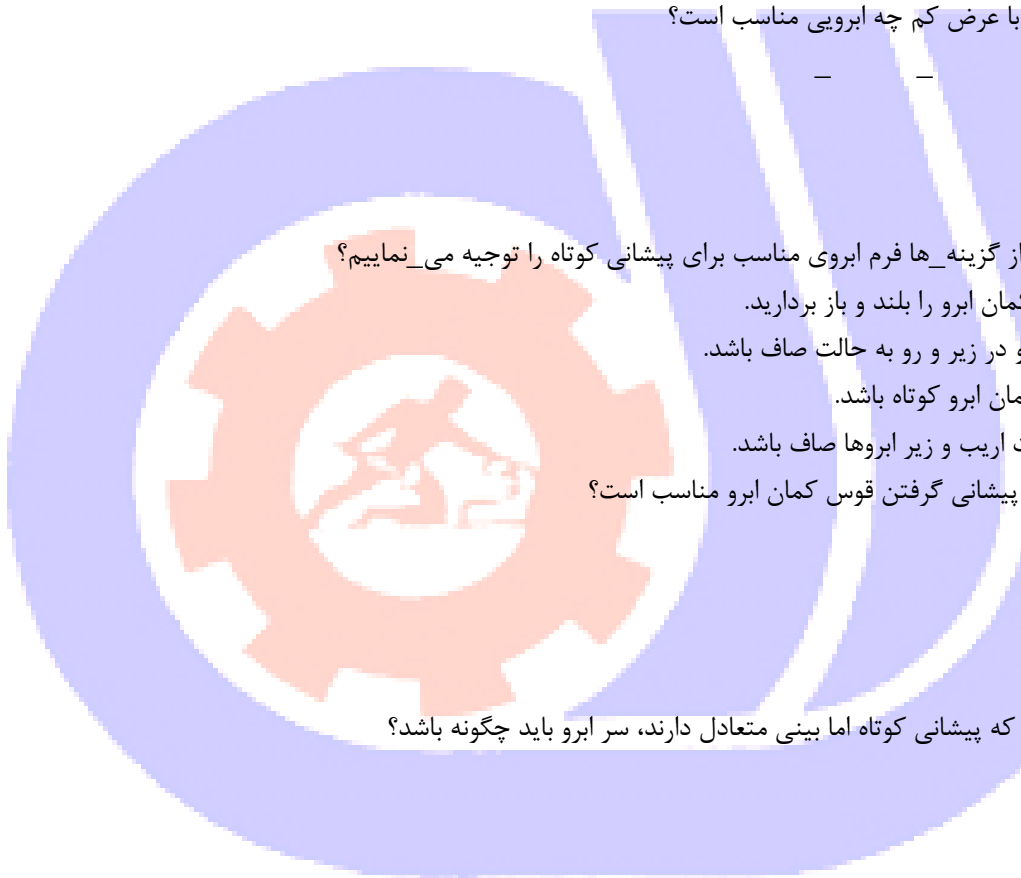 با عرض کم چه ابرویی مناسب است؟
_ _
از گزینه_ها فرم ابروی مناسب برای پیشانی کوتاه را توجیه می_نماییم؟
کمان ابرو را بلند و باز بردارید.
و در زیر و رو به حالت صاف باشد.
مان ابرو کوتاه باشد.
اریب و زیر ابروها صاف باشد.
پیشانی گرفتن قوس کمان ابرو مناسب است؟
که پیشانی کوتاه اما بینی متعادل دارند، سر ابرو باید چگونه باشد؟